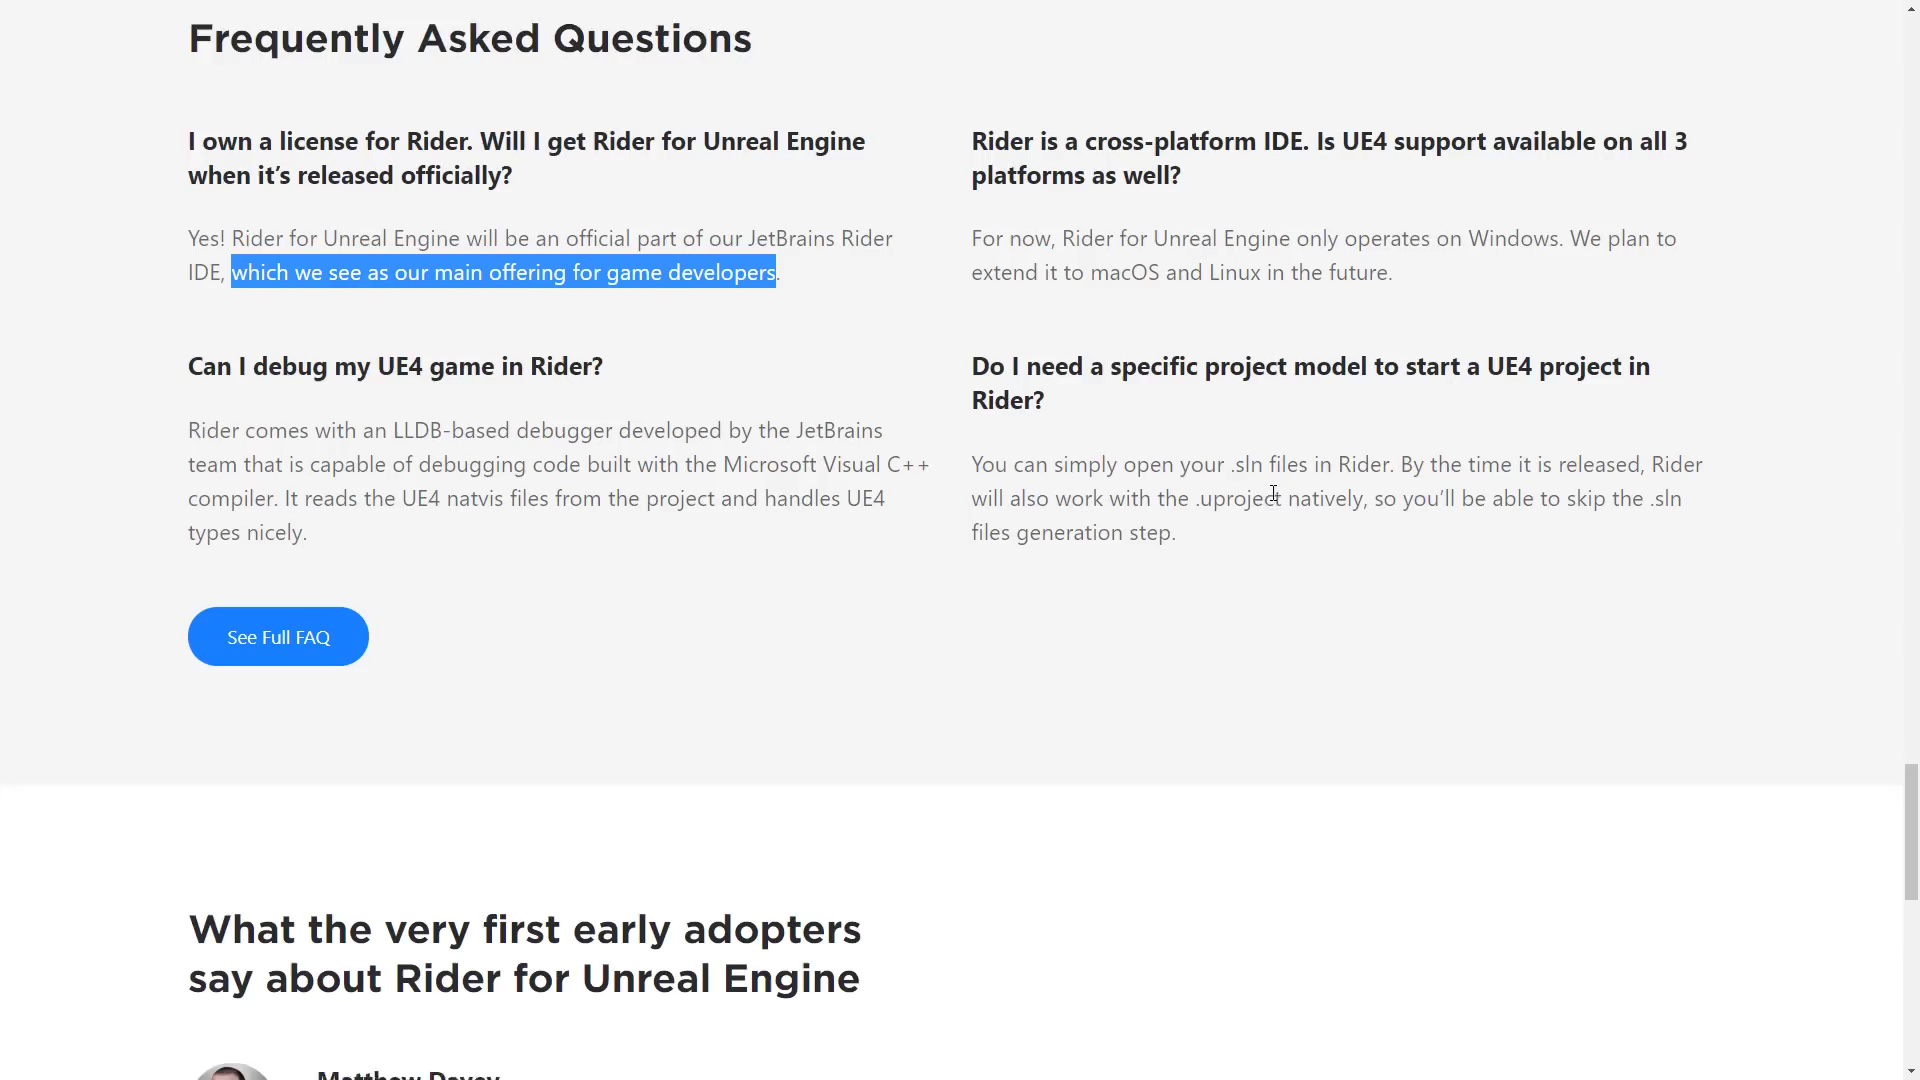 Frequently Asked Questions
I own a license for Rider. Will I get Rider for Unreal Engine
when it’s released officially?
Yes! Rider for Unreal Engine will be an official part of our JetBrains Rider
IDE, which we see as our main offering for game developers.
Rider is a cross-platform IDE. Is UE4 support available on all 3
platforms as well?
For now, Rider for Unreal Engine only operates on Windows. We plan to
extend it to macOS and Linux in the future.
Can I debug my UE4 game in Rider?
Rider comes with an LLDB-based debugger developed by the JetBrains
team that is capable of debugging code built with the Microsoft Visual C++
compiler. It reads the UE4 natvis files from the project and handles UE4
types nicely.
Do I need a specific project model to start a UE4 project in
Rider?
You can simply open your .sln files in Rider. By the time it is released, Rider
will also work with the .uproject natively, so you’ll be able to skip the .sln
files generation step.
See Full FAQ
What the very first early adopters
say about Rider for Unreal Engine
Matthew Davey